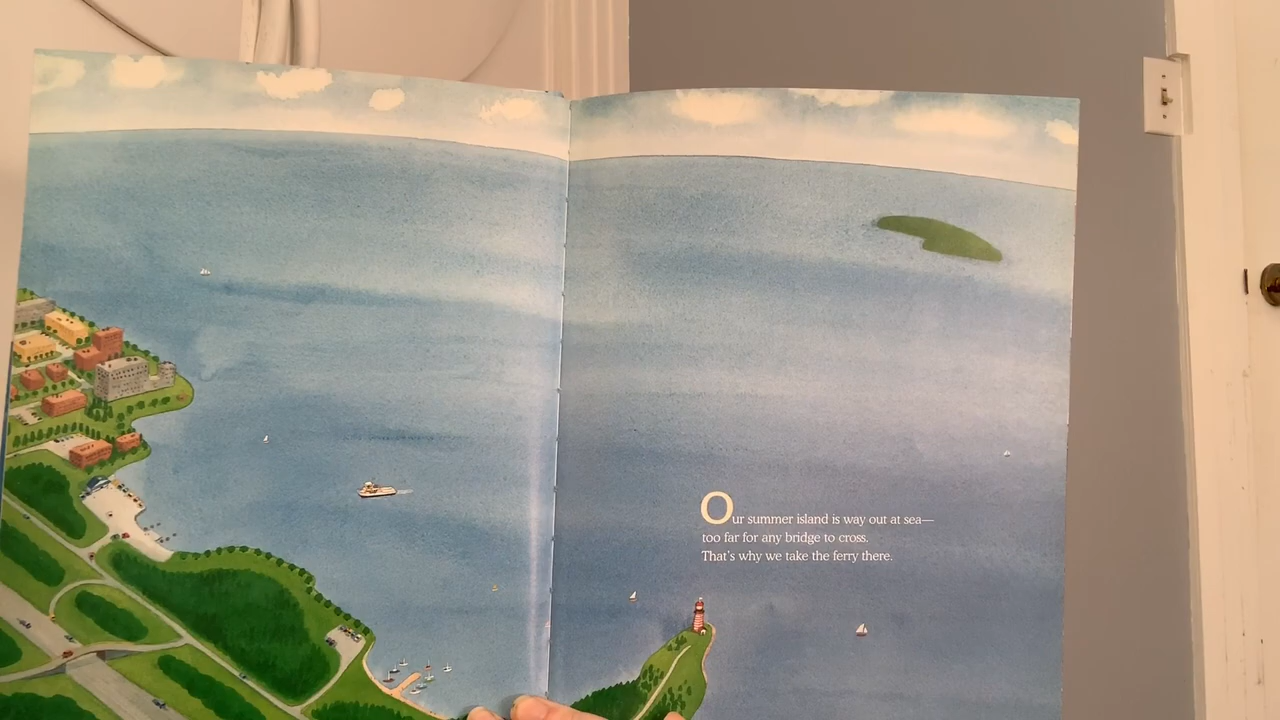 Our summer island is way out at sea—
too far for any bridge to cross.
That's why we take the ferry there.